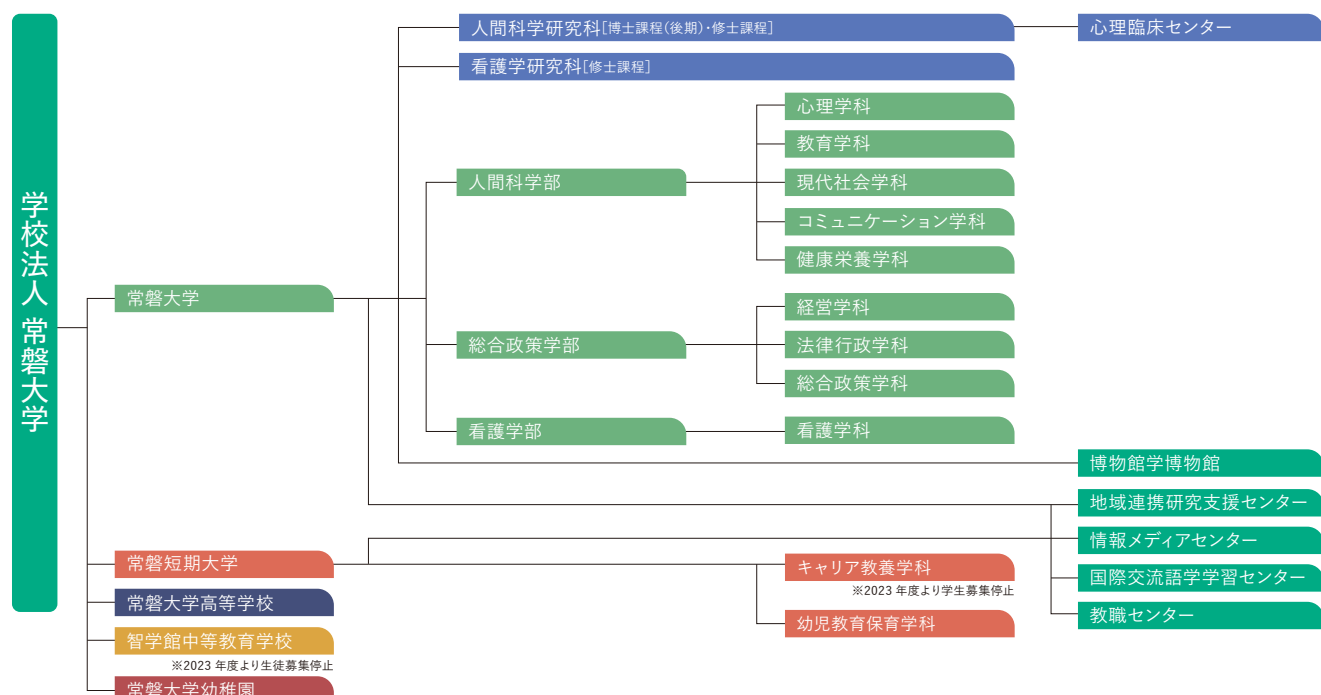 学校法人 常磐大学
人間科学研究科[博士課程(後期)・修士課程]
心理臨床センター
看護学研究科[修士課程]
心理学科
教育学科
人間科学部
現代社会学科
コミュニケーション学科
健康栄養学科
常磐大学
経営学科
総合政策学部
法律行政学科
総合政策学科
看護学部
看護学科
博物館学博物館
地域連携研究支援センター
情報メディアセンター
常磐短期大学
キャリア教養学科
※2023 年度より学生募集停止
国際交流語学学習センター
常磐大学高等学校
教職センター
幼児教育保育学科
智学館中等教育学校
※2023 年度より生徒募集停止
常磐大学幼稚園